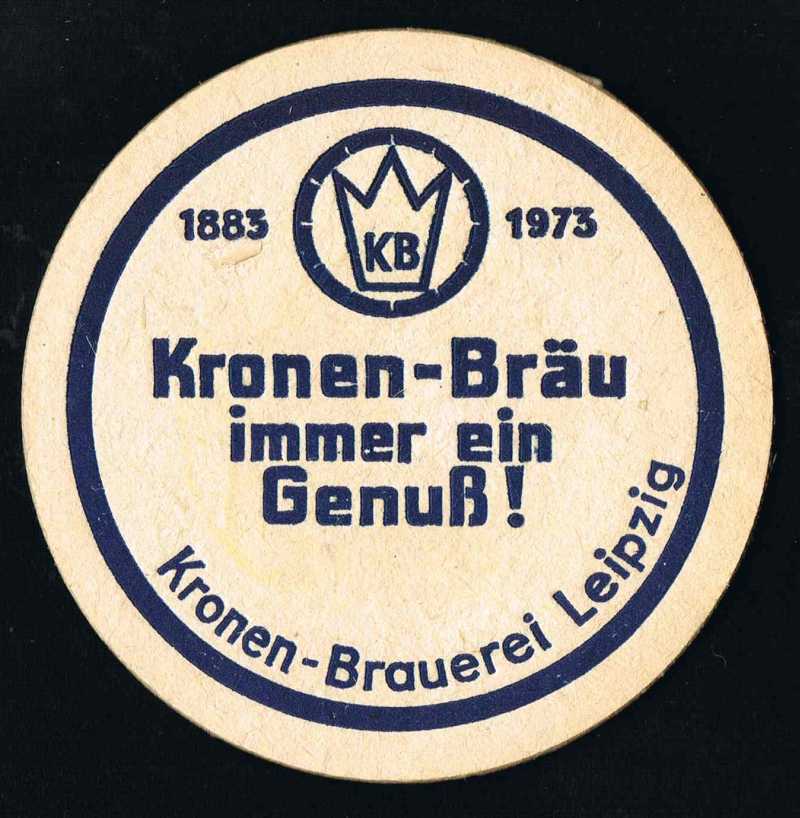 1883 KB 1973
Kronen-Bräu
immer ein
Genuß!
Kronen-Brauerei Leipzig